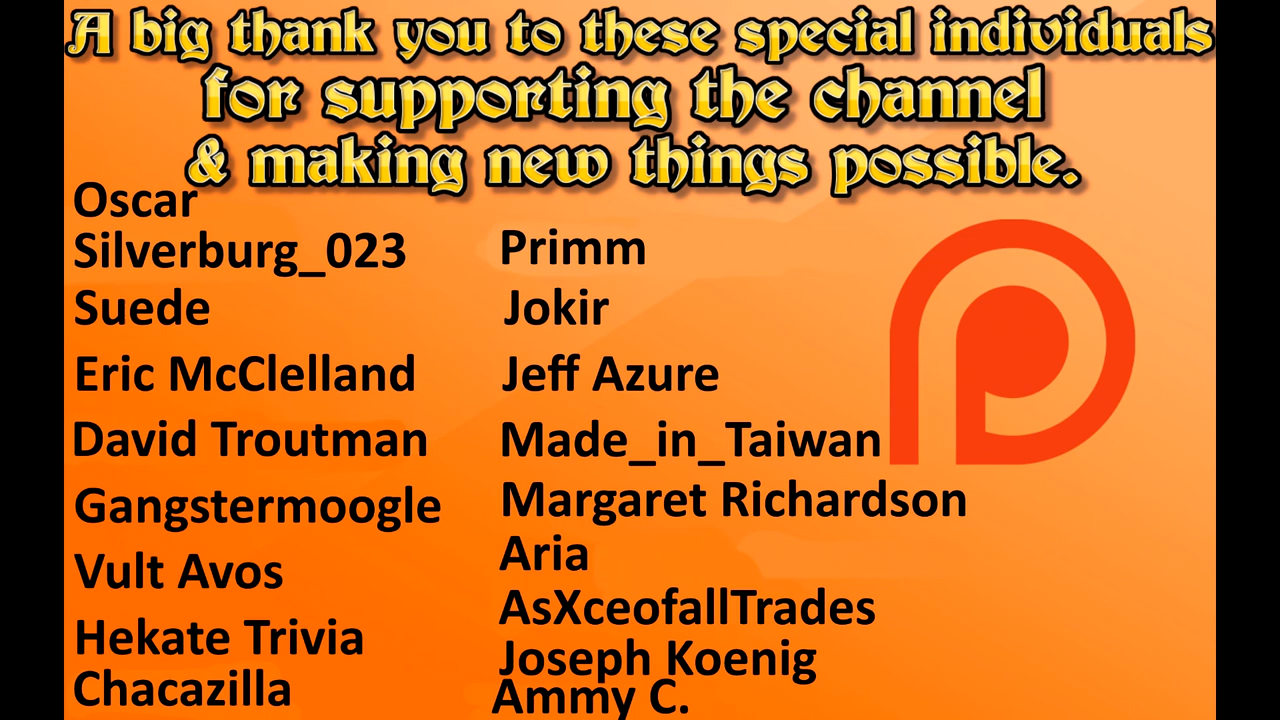 A big thank you to these special individuals
for supporting the channel
& making new things possible.
Oscar
Silverburg_023
Suede
Eric McClelland
David Troutman
Gangstermoogle
Vult Avos
Hekate Trivia
Chacazilla
Primm
Jokir
Jeff Azure
Made_in_Taiwan
Margaret Richardson
Aria
AsXceofallTrades
Joseph Koenig
Ammy C.